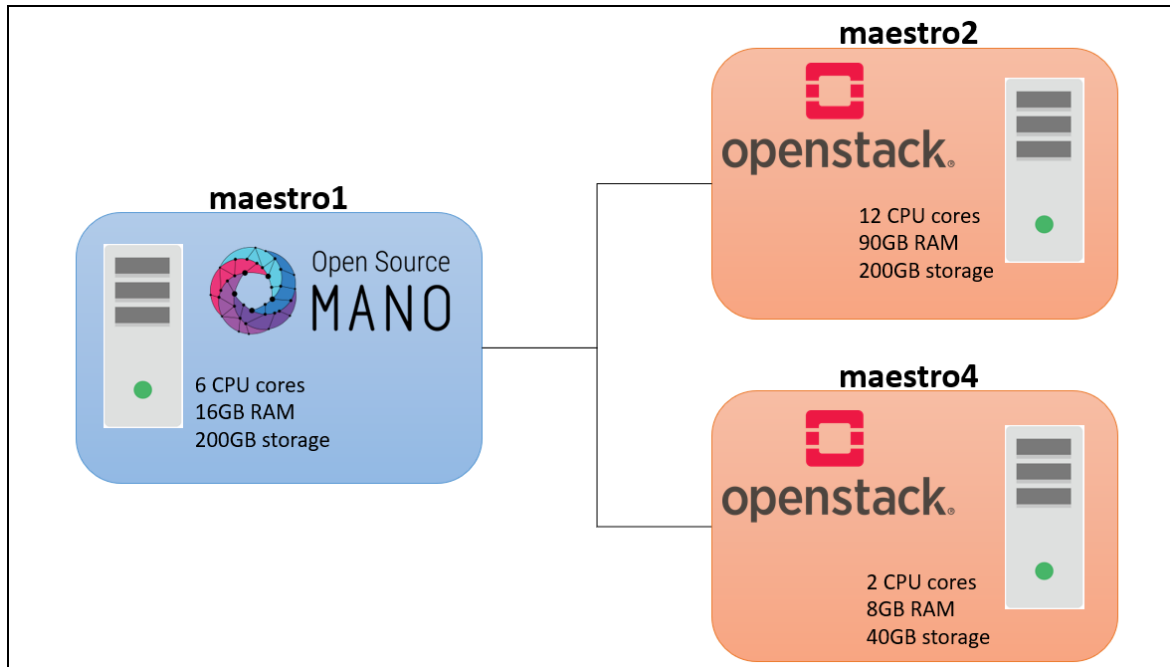 maestro1
Open Source
MANO
6 CPU cores
16GB RAM
200GB storage
maestro2
openstack.®
12 CPU cores
90GB RAM
200GB storage
maestro4
openstack.®
2 CPU cores
8GB RAM
40GB storage